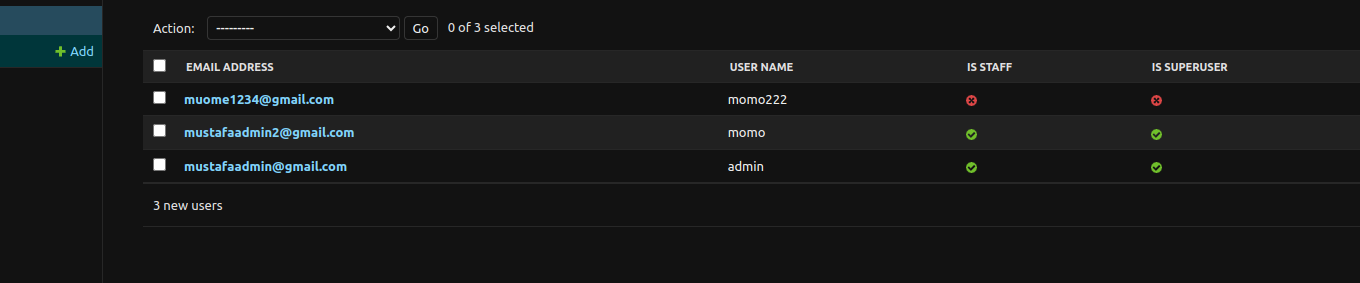 Action: --------- Go 0 of 3 selected
Add
EMAIL ADDRESS USER NAME IS STAFF IS SUPERUSER
muome1234@gmail.com momo222
mustafaadmin2@gmail.com momo
mustafaadmin@gmail.com admin
3 new users